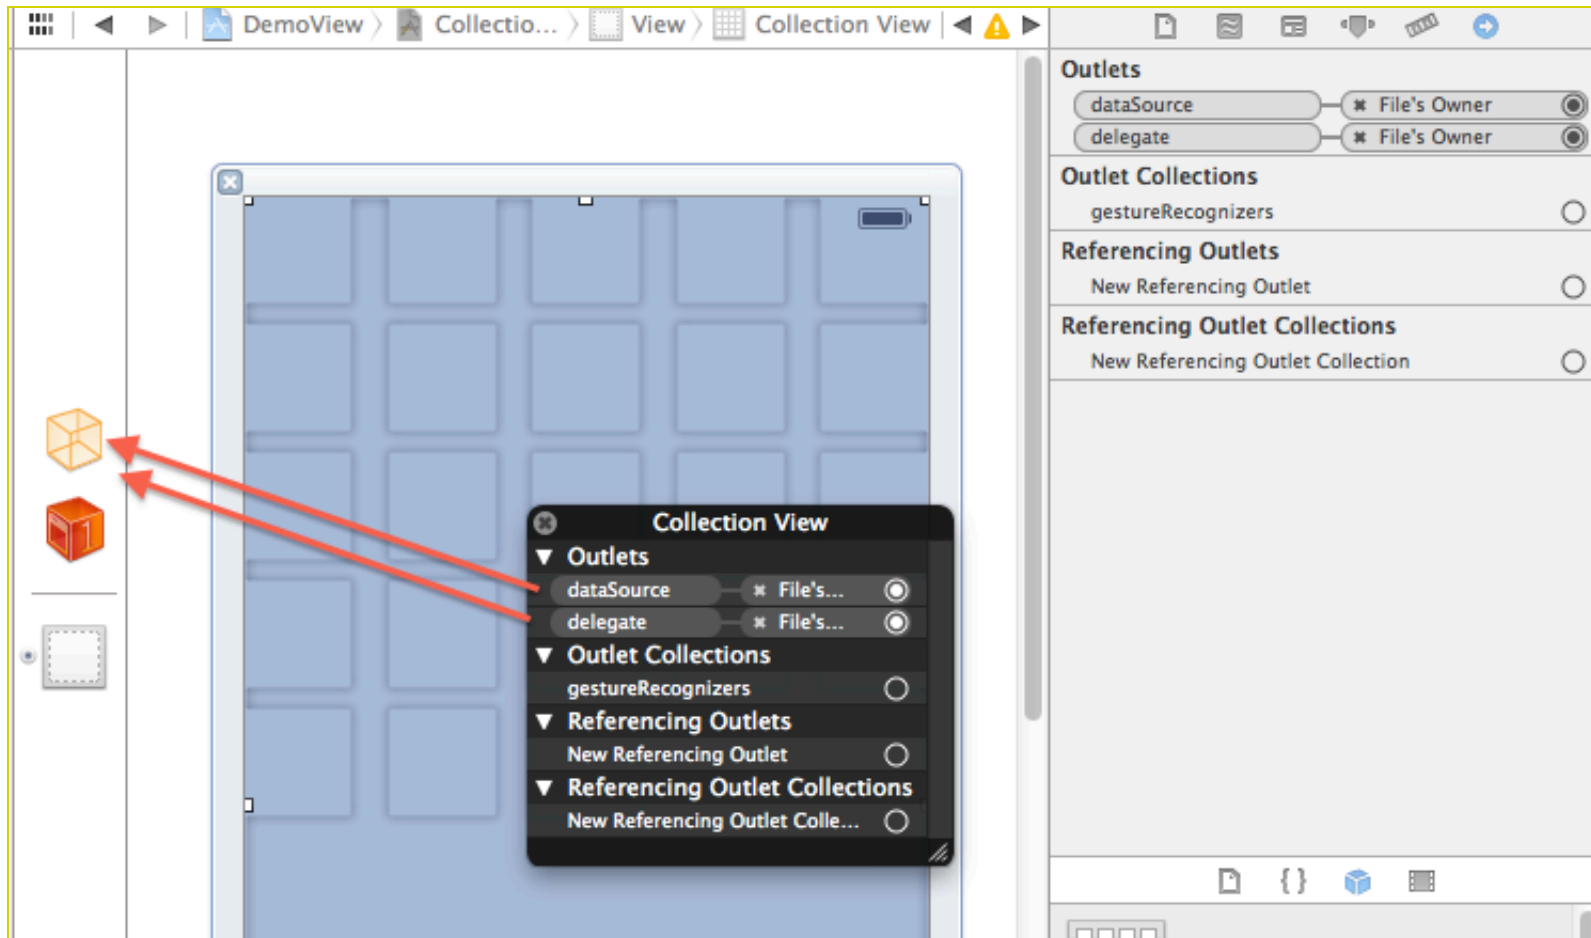 DemoView Collectio... View Collection View
Outlets
dataSource File's Owner
delegate File's Owner
Outlet Collections
gestureRecognizers
Referencing Outlets
New Referencing Outlet
Referencing Outlet Collections
New Referencing Outlet Collection
1
Collection View
Outlets
dataSource File's...
delegate File's...
Outlet Collections
gestureRecognizers
Referencing Outlets
New Referencing Outlet
Referencing Outlet Collections
New Referencing Outlet Colle...
{ }